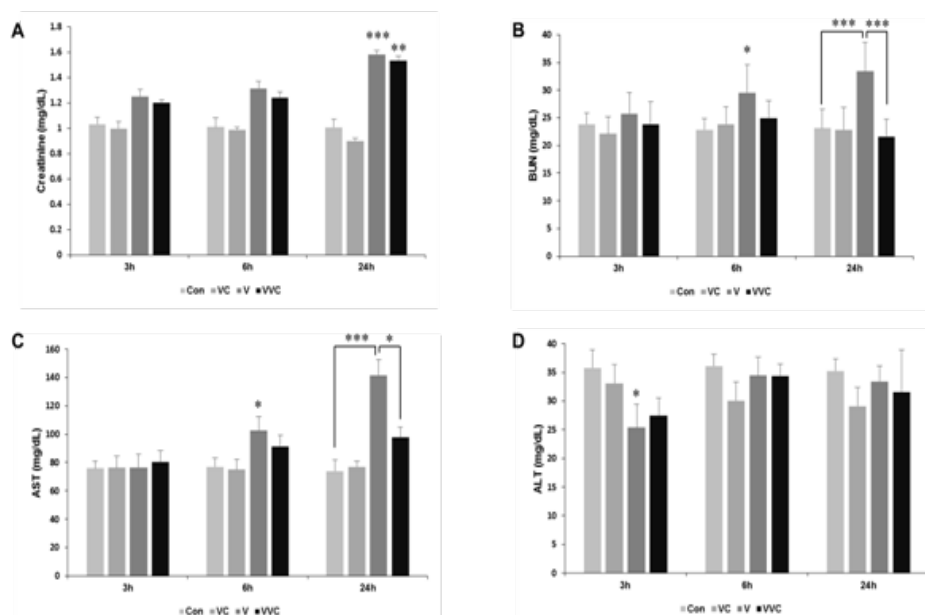 A
Creatinine (mg/dL)
1.8
1.6
1.4
1.2
1
0.8
0.6
0.4
0.2
0
***
**
3h 6h 24h
Con VC V VVC
B
BUN (mg/dL)
40
35
30
25
20
15
10
5
0
*
*** ***
3h 6h 24h
Con VC V VVC
C
AST (mg/dL)
160
140
120
100
80
60
40
20
0
*
*** *
3h 6h 24h
Con VC V VVC
D
ALT (mg/dL)
40
35
30
25
20
15
10
5
0
*
3h 6h 24h
Con VC V VVC